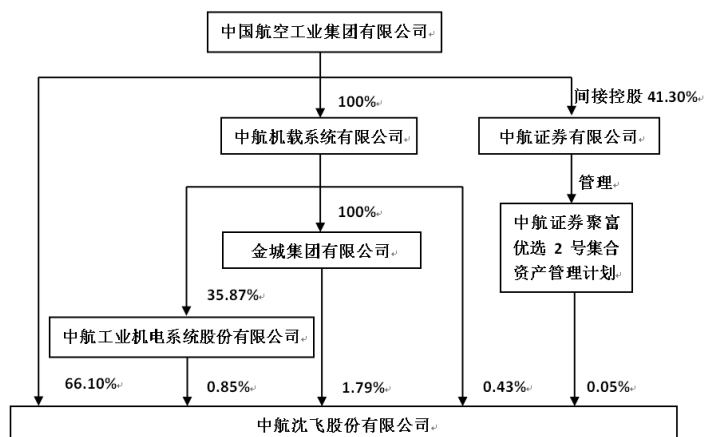 中国航空工业集团有限公司
间接控股 41.30%
100%
中航机载系统有限公司
中航证券有限公司
管理
100%
中航证券聚富
优选 2 号集合
资产管理计划
金城集团有限公司
35.87%
中航工业机电系统股份有限公司
66.10%
0.85%
1.79%
0.43%
0.05%
中航沈飞股份有限公司